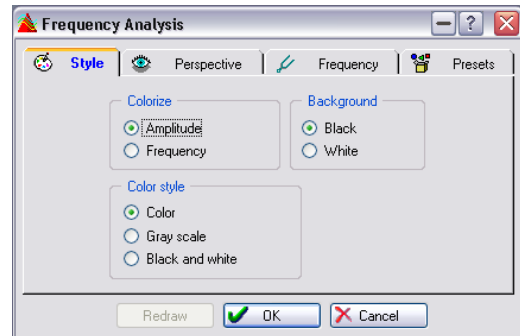 Frequency Analysis
Style Perspective Frequency Presets
Colorize
Amplitude
Frequency
Background
Black
White
Color style
Color
Gray scale
Black and white
Redraw OK Cancel